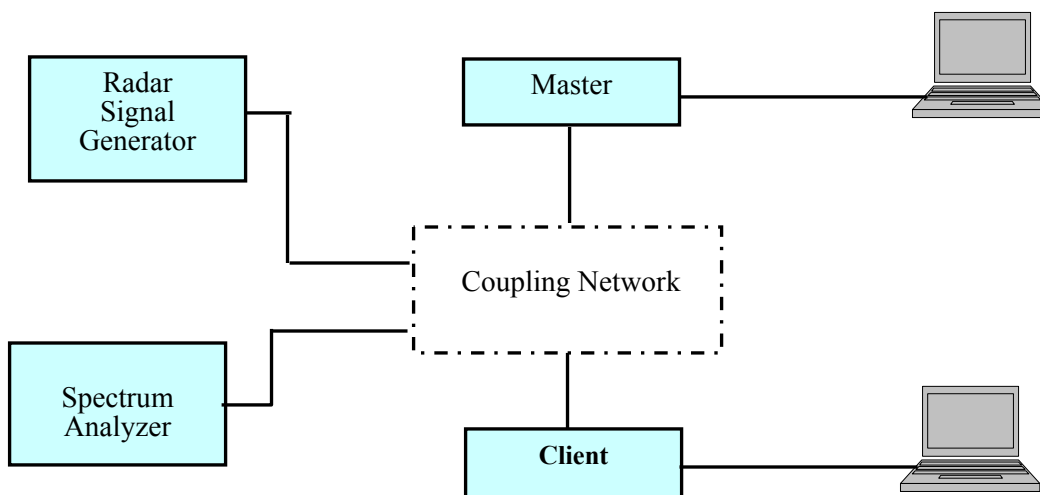 Radar
Signal
Generator
Master
Coupling Network
Spectrum
Analyzer
Client